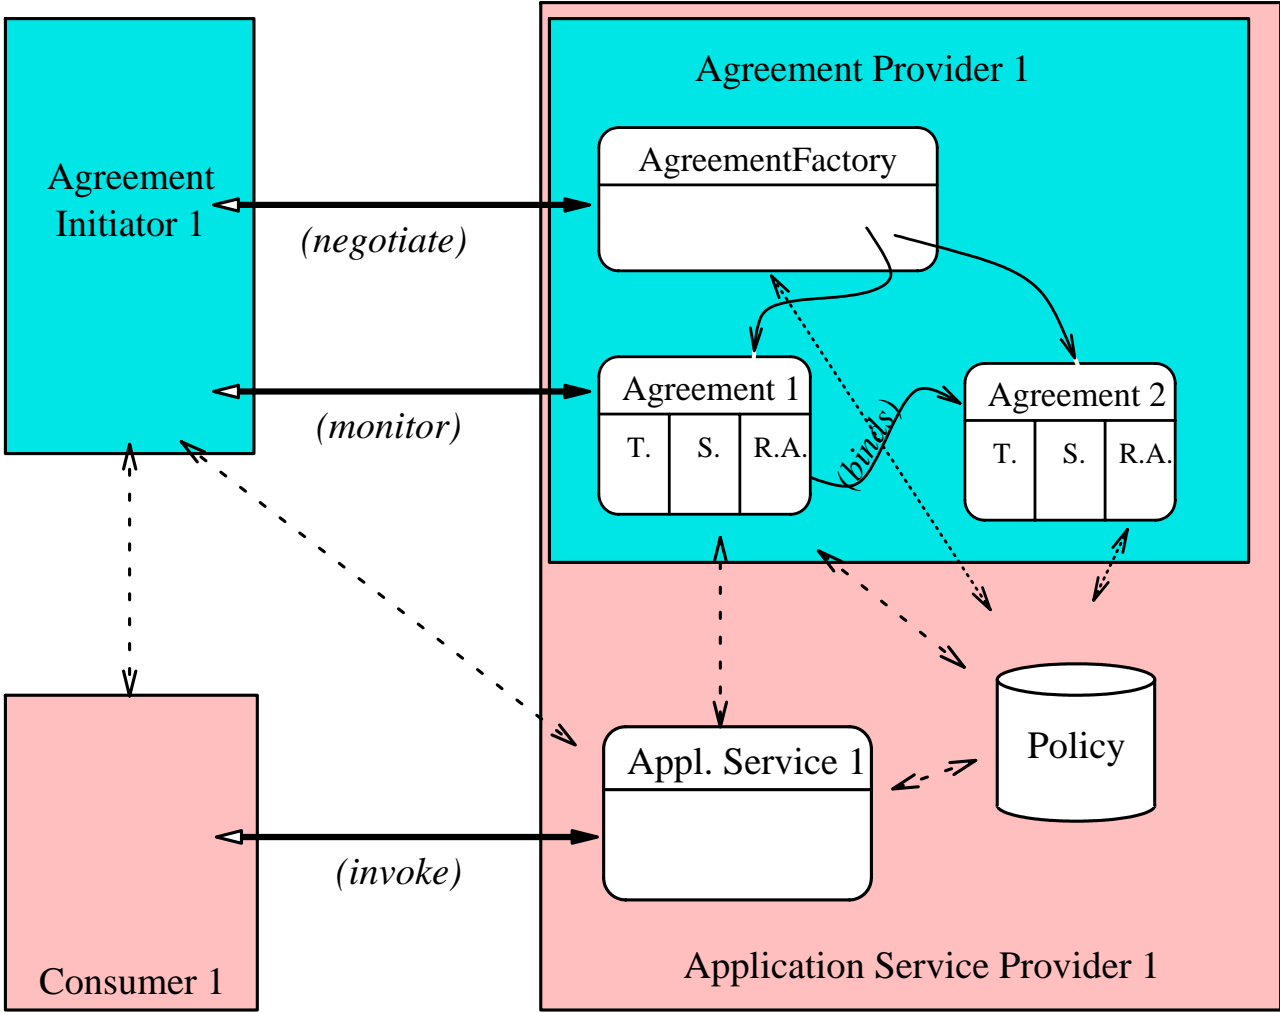 Agreement Provider 1
AgreementFactory
Agreement
Initiator 1
(negotiate)
Agreement 1
T. S. R.A.
(monitor)
(binds)
Agreement 2
T. S. R.A.
Policy
Appl. Service 1
(invoke)
Consumer 1
Application Service Provider 1